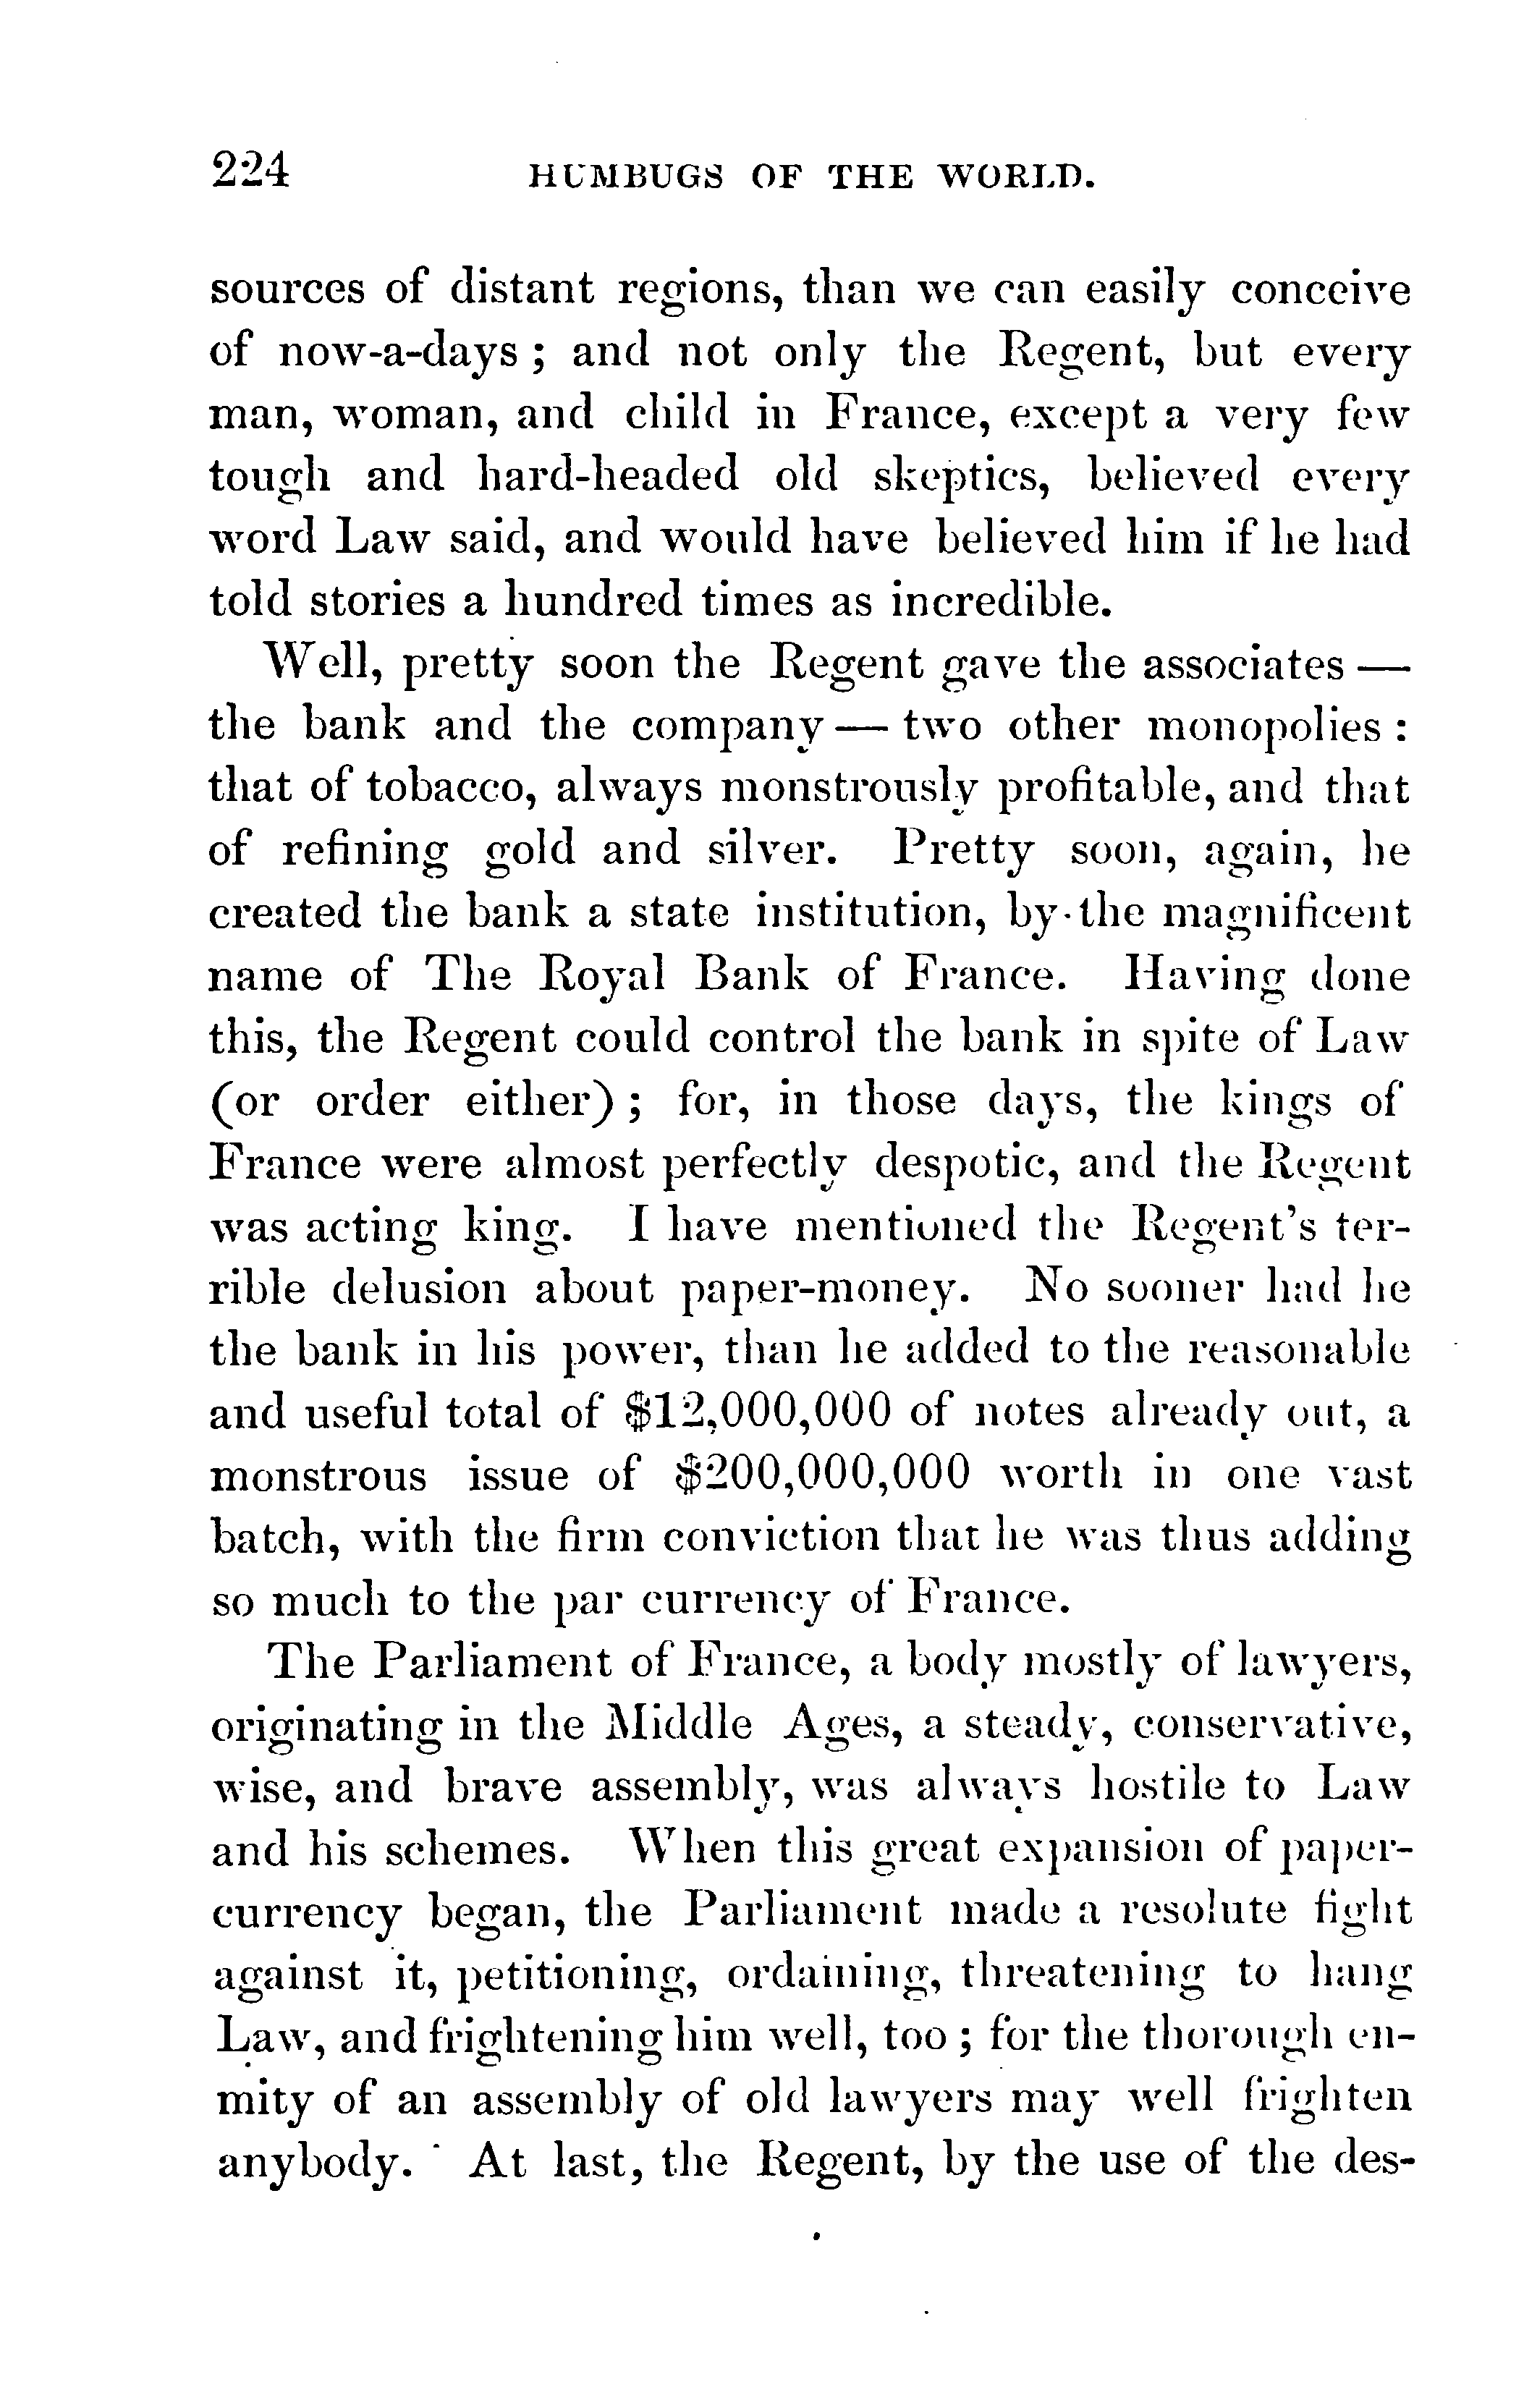 224 HUMBUGS OF THE WORLD.
sources of distant regions, than we can easily conceive
of now-a-days ; and not only the Regent, but every
man, woman, and child in France, except a very few
tough and hard-headed old skeptics, believed every
word Law said, and would have believed him if he had
told stories a hundred times as incredible.
Well, pretty soon the Regent gave the associates —
the bank and the company — two other monopolies :
that of tobacco, always monstrously profitable, and that
of refining gold and silver. Pretty soon, again, he
created the bank a state institution, by the magnificent
name of The Royal Bank of France. Having done
this, the Regent could control the bank in spite of Law
(or order either) ; for, in those days, the kings of
France were almost perfectly despotic, and the Regent
was acting king. I have mentioned the Regent's ter-
rible delusion about paper-money. No sooner had he
the bank in his power, than he added to the reasonable
and useful total of $12,000,000 of notes already out, a
monstrous issue of $200,000,000 worth in one vast
batch, with the firm conviction that he was thus adding
so much to the par currency of France.
The Parliament of France, a body mostly of lawyers,
originating in the Middle Ages, a steady, conservative,
wise, and brave assembly, was always hostile to Law
and his schemes. When this great expansion of paper-
currency began, the Parliament made a resolute fight
against it, petitioning, ordaining, threatening to hang
Law, and frightening him well, too ; for the thorough en-
mity of an assembly of old lawyers may well frighten
anybody. At last, the Regent, by the use of the des-